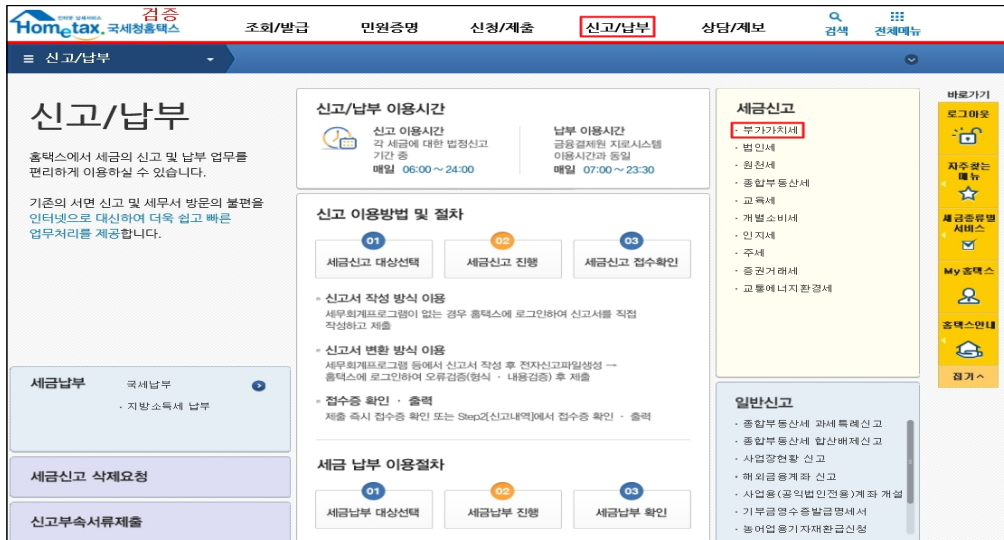 인터넷 납세서비스
검증
Hometax. 국세청홈택스
조회/발급
민원증명
신청/제출
신고/납부
상담/제보
검색
전체메뉴
신고/납부
신고/납부
홈택스에서 세금의 신고 및 납부 업무를
편리하게 이용하실 수 있습니다.
기존의 서면 신고 및 세무서 방문의 불편을
인터넷으로 대신하여 더욱 쉽고 빠른
업무처리를 제공합니다.
세금납부
국세납부
· 지방소득세 납부
세금신고 삭제요청
신고부속서류제출
신고/납부 이용시간
신고 이용시간
각 세금에 대한 법정신고
기간 중
매일 06:00 ~ 24:00
납부 이용시간
금융결제원 지로시스템
이용시간과 동일
매일 07:00 ~ 23:30
신고 이용방법 및 절차
01
세금신고 대상선택
02
세금신고 진행
03
세금신고 접수확인
신고서 작성 방식 이용
세무회계프로그램이 없는 경우 홈택스에 로그인하여 신고서를 직접
작성하고 제출
신고서 변환 방식 이용
세무회계프로그램 등에서 신고서 작성 후 전자신고파일생성 →
홈택스에 로그인하여 오류검증(형식 · 내용검증) 후 제출
접수증 확인 · 출력
제출 즉시 접수증 확인 또는 Step2[신고내역]에서 접수증 확인 · 출력
세금 납부 이용절차
01
세금납부 대상선택
02
세금납부 진행
03
세금납부 확인
세금신고
· 부가가치세
· 법인세
· 원천세
· 종합부동산세
· 교육세
· 개별소비세
· 인지세
· 주세
· 증권거래세
· 교통에너지환경세
일반신고
· 종합부동산세 과세특례신고
· 종합부동산세 합산배제신고
· 사업장현황 신고
· 해외금융계좌 신고
· 사업용(공익법인전용)계좌 개설
· 기부금영수증발급명세서
· 농어업용기자재환급신청
바로가기
로그아웃
자주찾는
메뉴
세금종류별
서비스
My홈택스
홈택스안내
접기